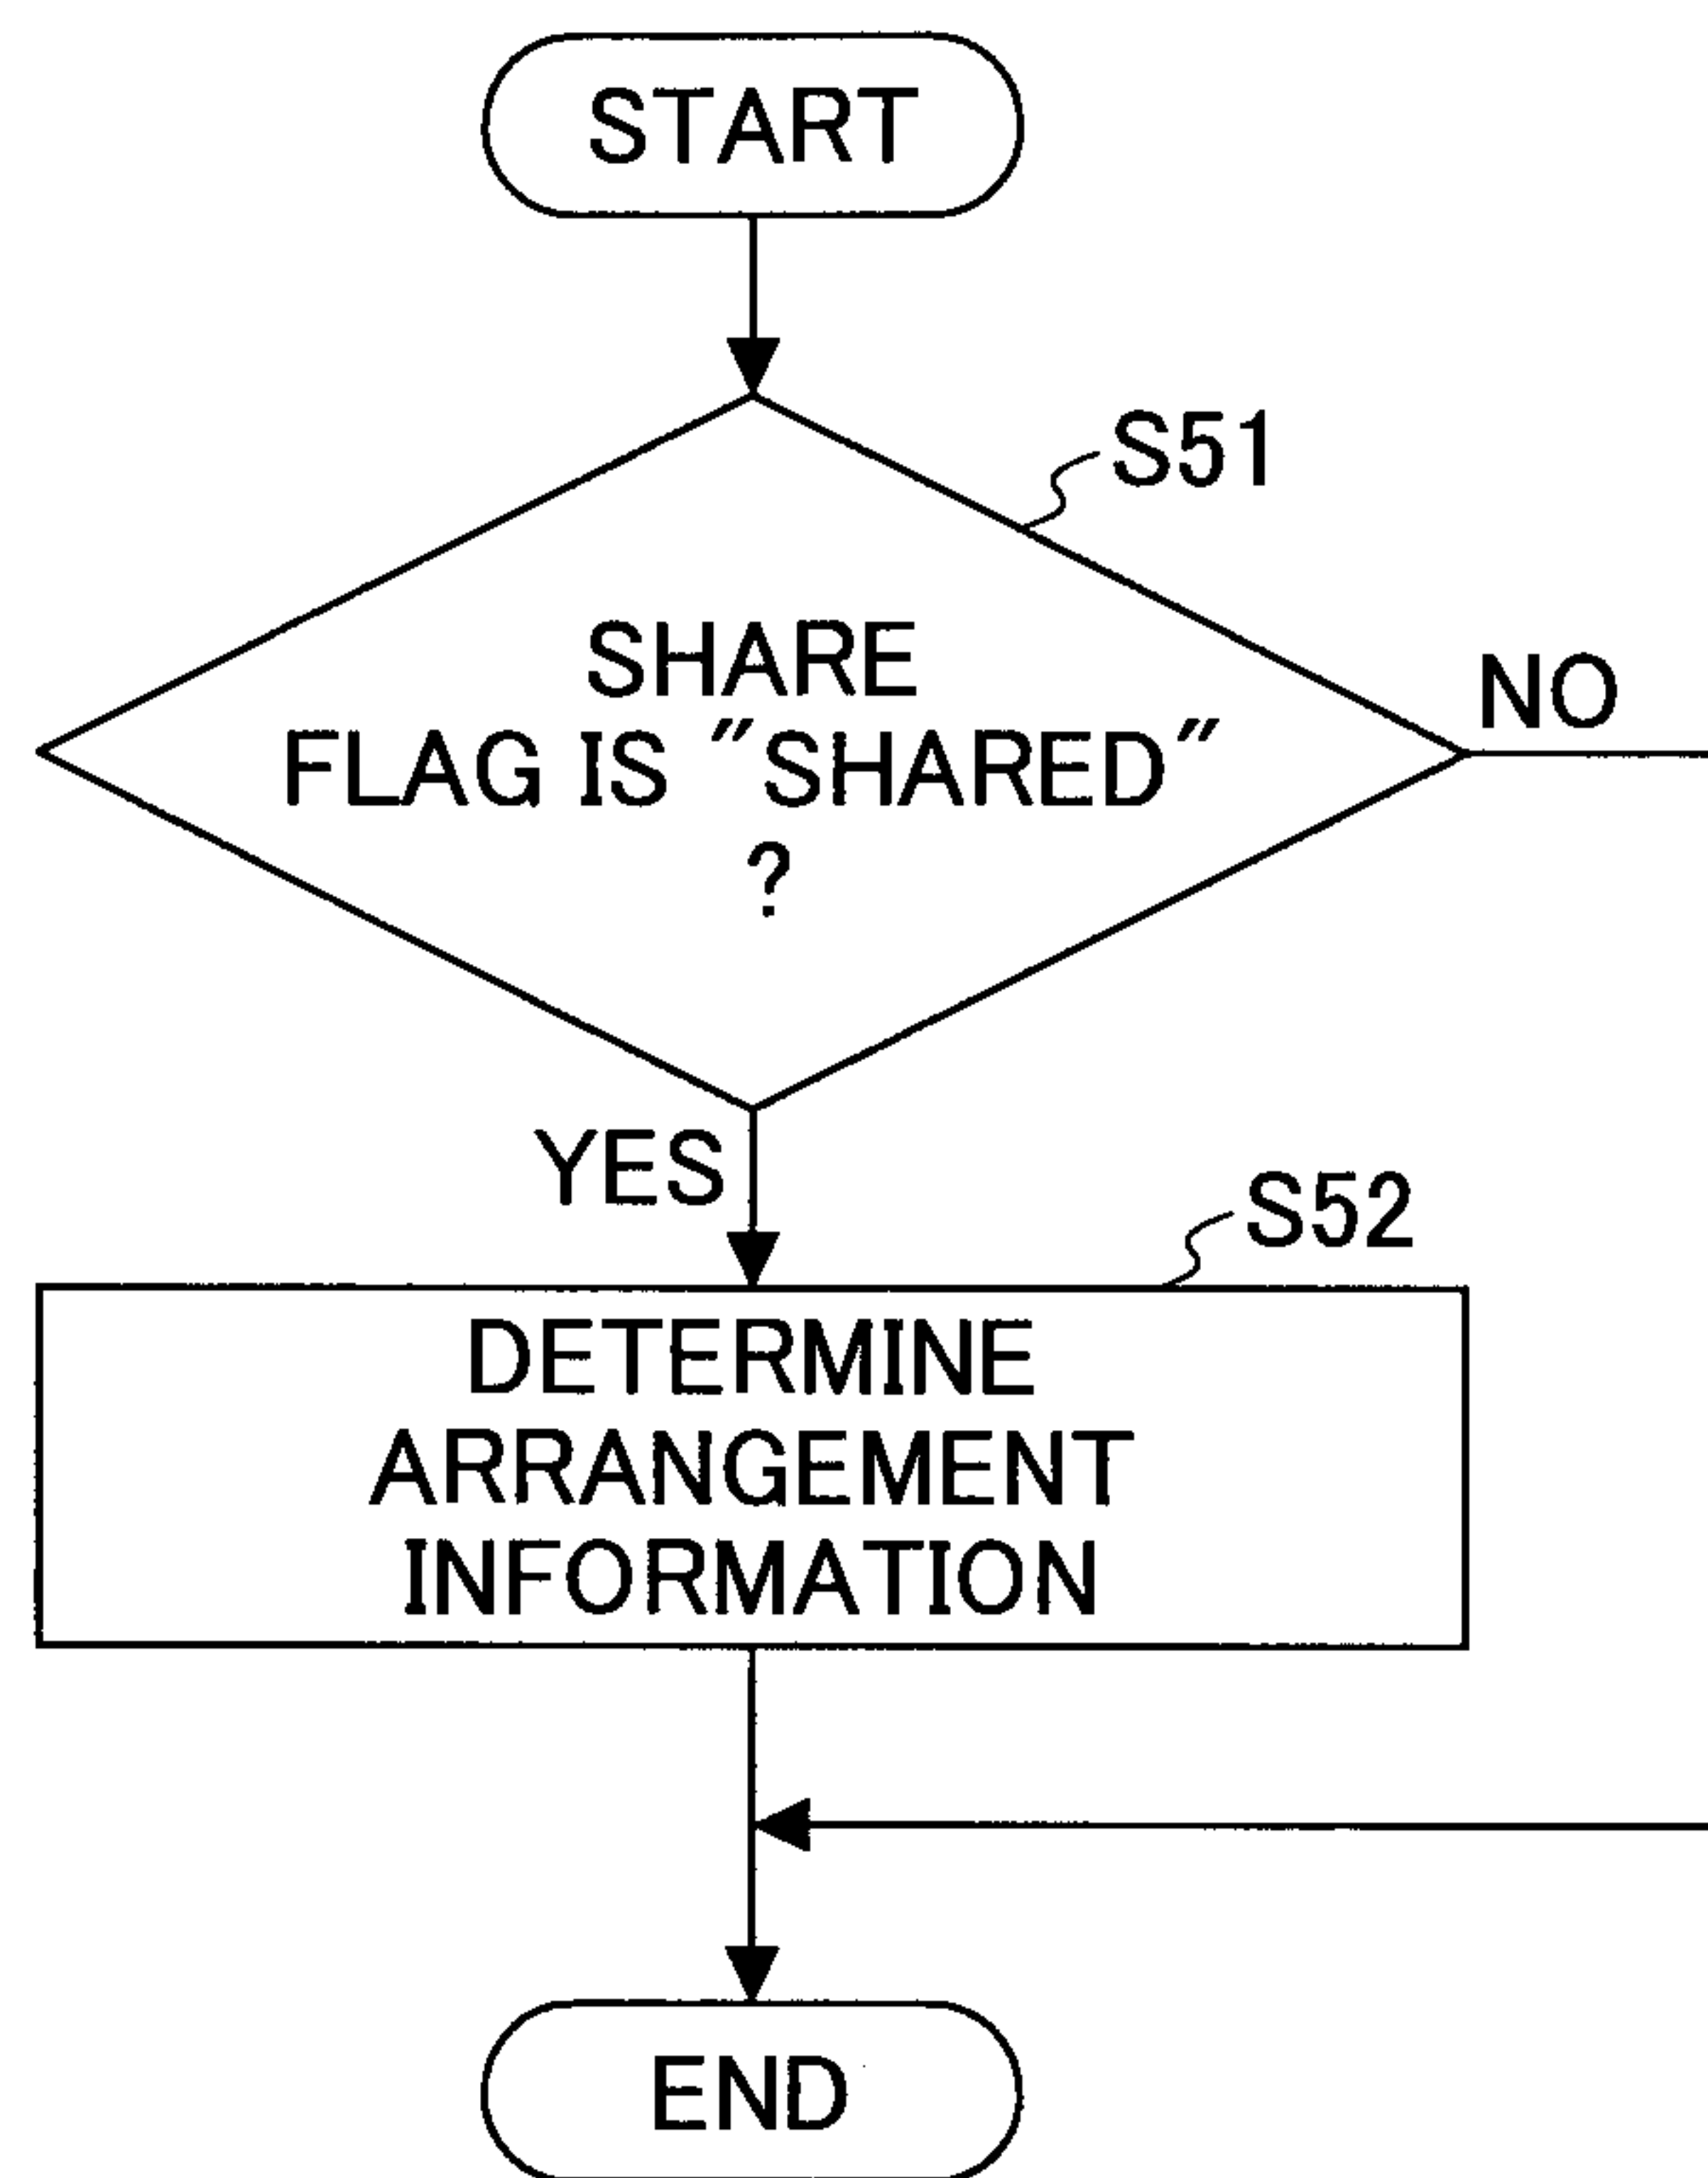 START
S51
SHARE
FLAG IS "SHARED"
?
NO
YES
S52
DETERMINE
ARRANGEMENT
INFORMATION
END